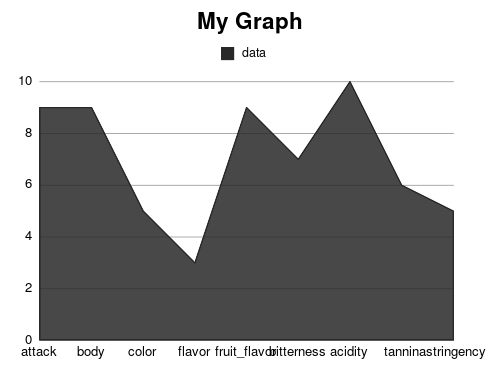 My Graph
data
10
8
6
4
2
0
attack body color flavor fruit_flavor bitterness acidity tannin astringency